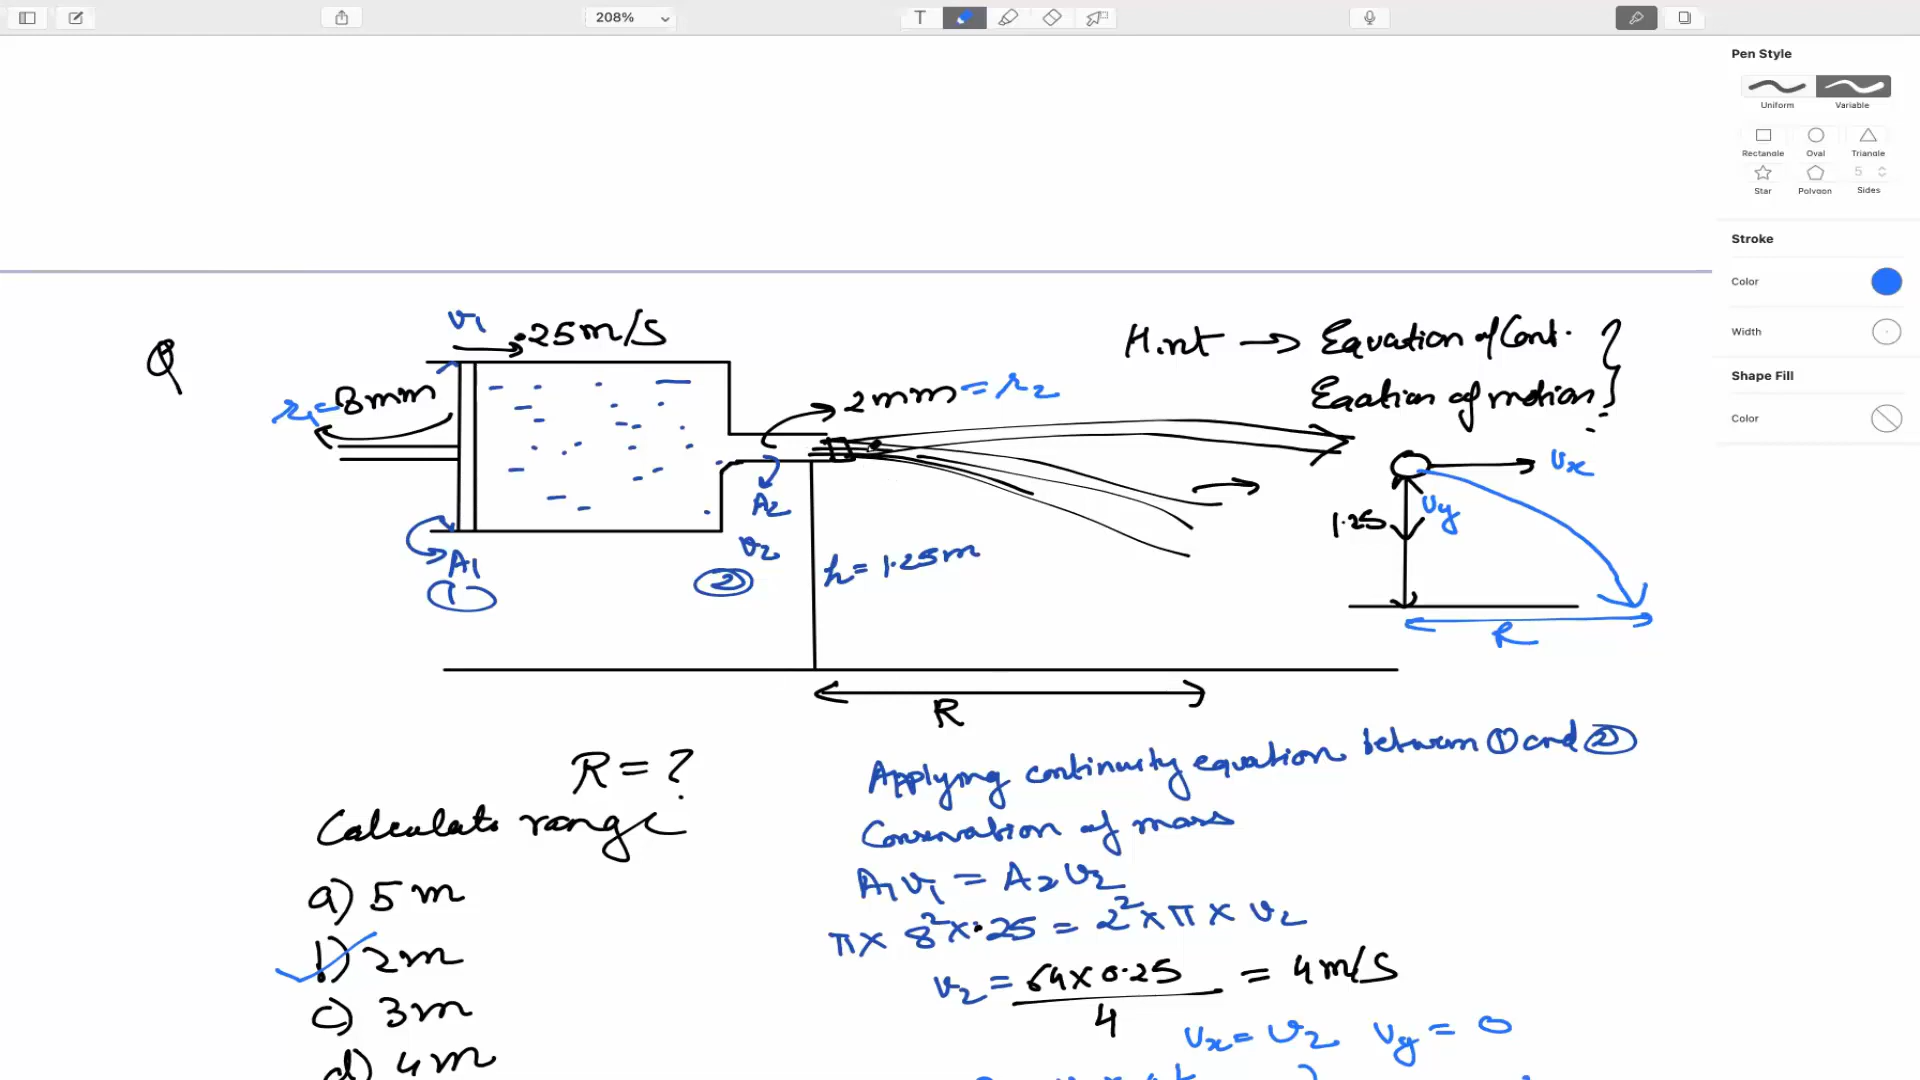 208%
T
Pen Style
Uniform
Variable
Rectangle
Oval
Triangle
Star
Polygon
5
Sides
Stroke
Color
Width
Shape Fill
Color
Q
v1
.25m/s
r1=8mm
2mm=r2
Hint → Equation of Cont.
Eqation of motion
A1
1
A2
v2
2
h=1.25m
vx
vy
1.25
R
R
R=?
Calculate range
a) 5m
b) 2m
c) 3m
d) 4m
Applying continuity equation between 1 and 2
Conservation of mass
A1v1 = A2v2
π× 8²×.25 = 2²×π×v2
v2 = 64×0.25 = 4m/s
4
vx=v2 vy=0